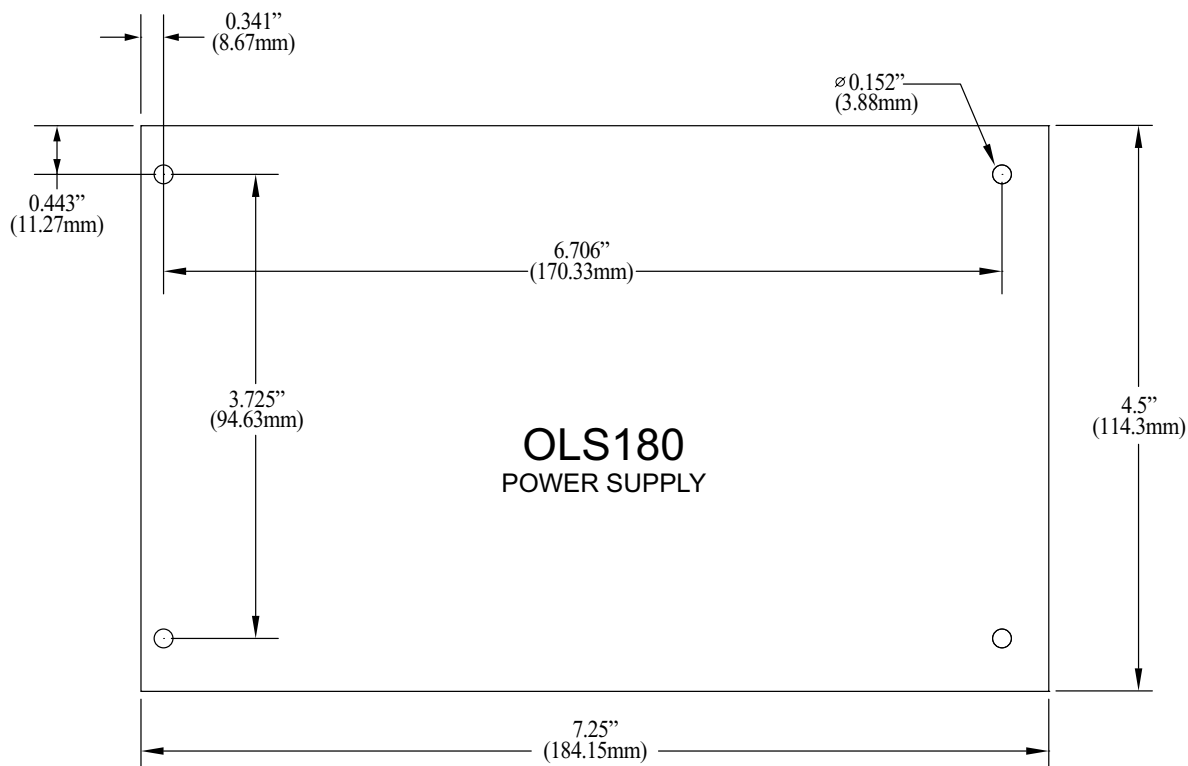 0.341”
(8.67mm)
⌀0.152”
(3.88mm)
0.443”
(11.27mm)
6.706”
(170.33mm)
3.725”
(94.63mm)
4.5”
(114.3mm)
OLS180
POWER SUPPLY
7.25”
(184.15mm)